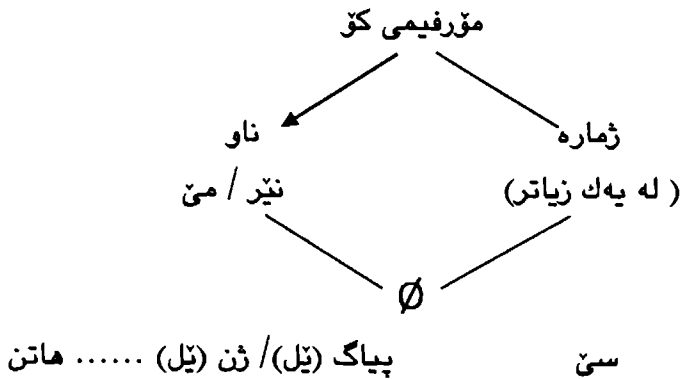 مۆرفیمی کۆ
ژمارە ناو
( لە یەك زیاتر) نێر / مێ
Ø
سێ پیاگ (ێل)/ ژن (ێل) ...... هاتن